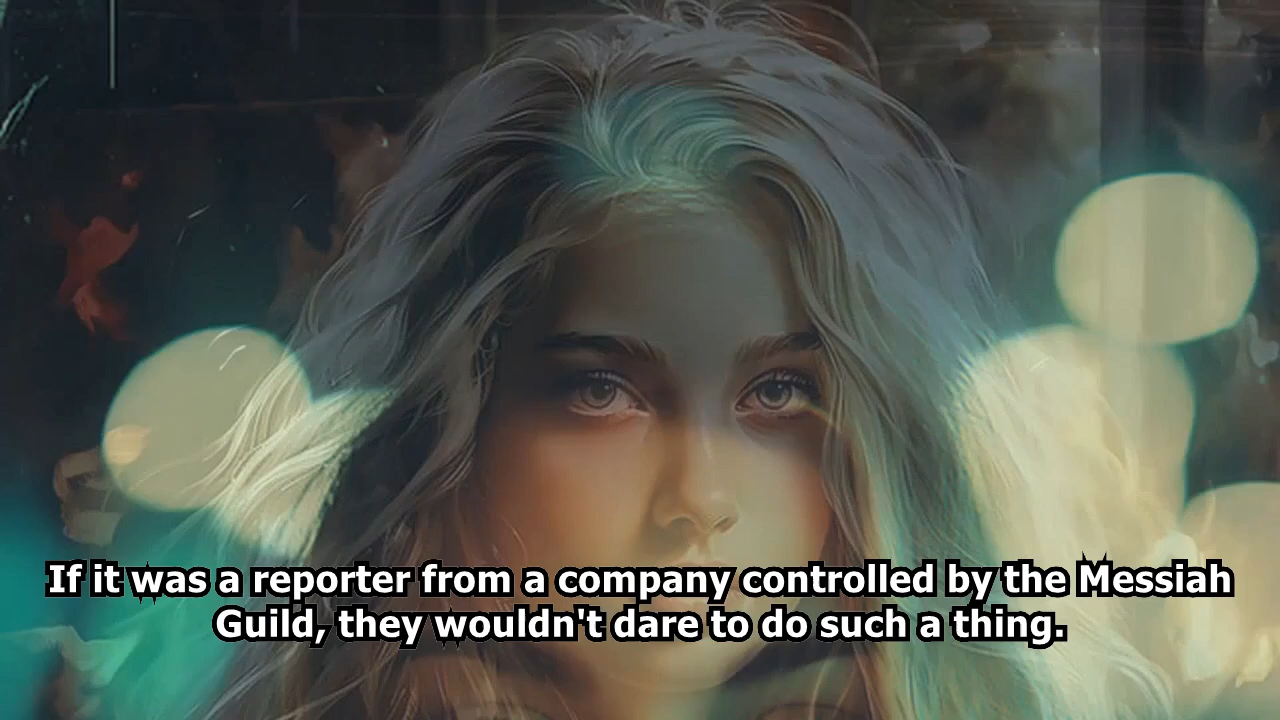 If it was a reporter from a company controlled by the Messiah
Guild, they wouldn't dare to do such a thing.